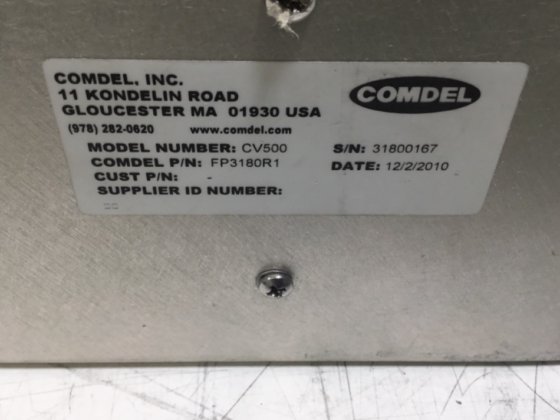 COMDEL, INC.
11 KONDELIN ROAD
GLOUCESTER MA 01930 USA
(978) 282-0620 www.comdel.com
COMDEL
MODEL NUMBER: CV500 S/N: 31800167
COMDEL P/N: FP3180R1 DATE: 12/2/2010
CUST P/N: -
SUPPLIER ID NUMBER: